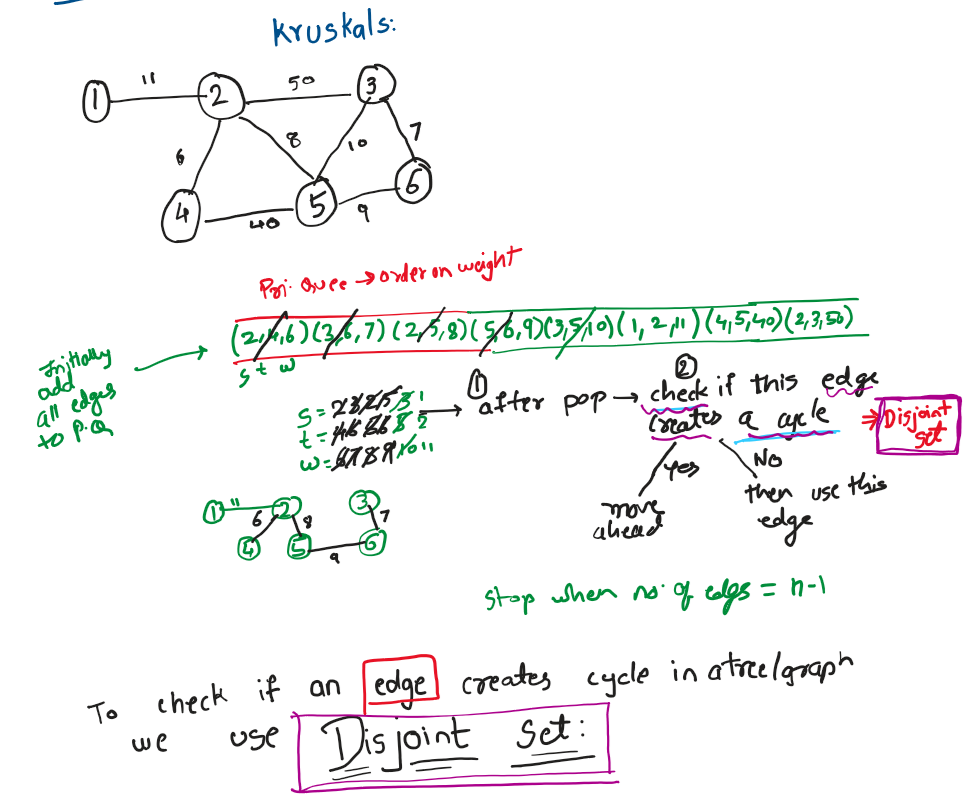 Kruskals:
11
50
1
2
3
6
8
10
7
4
40
5
9
6
Pri. Quee → order on weight
(2,4,6) (3,6,7) (2,5,8) (5,6,9) (3,5,10) (1,2,11) (4,5,40) (2,3,50)
s t w
Initially
add
all edges
to P.Q
s = 2 3 2 5 3 1
t = 4 6 5 6 5 2
w = 6 7 8 9 10 11
① after pop → ② check if this edge
creates a cycle ⇒ Disjoint
set
Yes
No
move
ahead
then use this
edge
1 11 2 3
6 8 7
4 5 9 6
Stop when no. of edgs = n-1
To check if an edge creates cycle in a tree/graph
we use Disjoint Set: